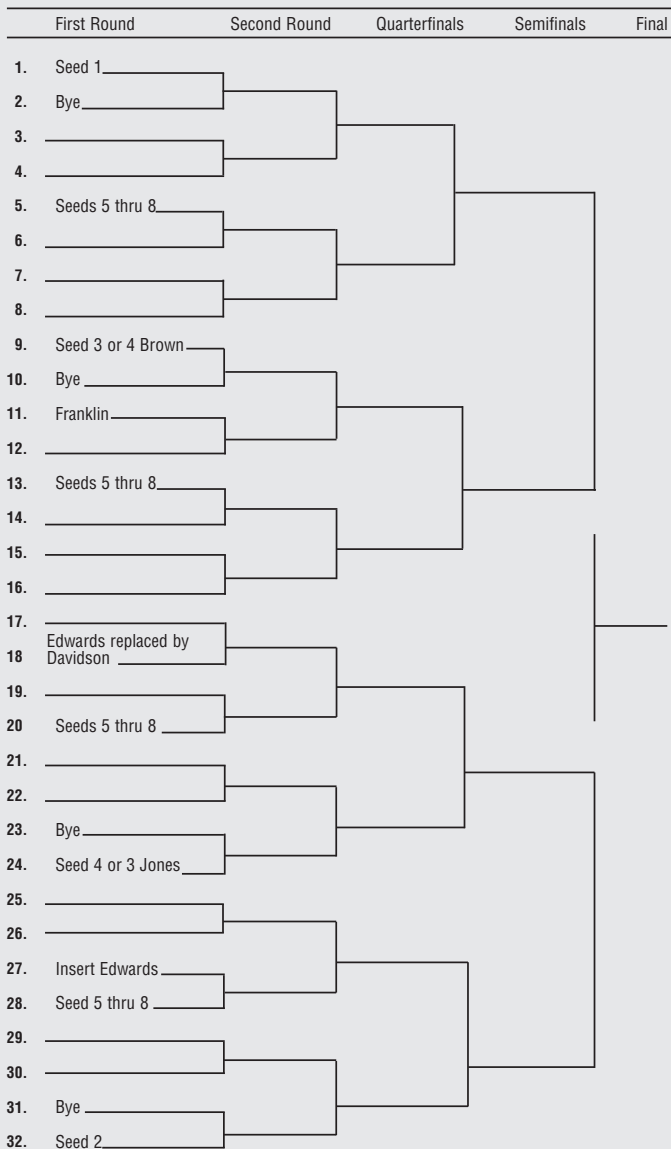 First Round Second Round Quarterfinals Semifinals Final
1. Seed 1
2. Bye
3.
4.
5. Seeds 5 thru 8
6.
7.
8.
9. Seed 3 or 4 Brown
10. Bye
11. Franklin
12.
13. Seeds 5 thru 8
14.
15.
16.
17.
Edwards replaced by
18 Davidson
19.
20 Seeds 5 thru 8
21.
22.
23. Bye
24. Seed 4 or 3 Jones
25.
26.
27. Insert Edwards
28. Seed 5 thru 8
29.
30.
31. Bye
32. Seed 2